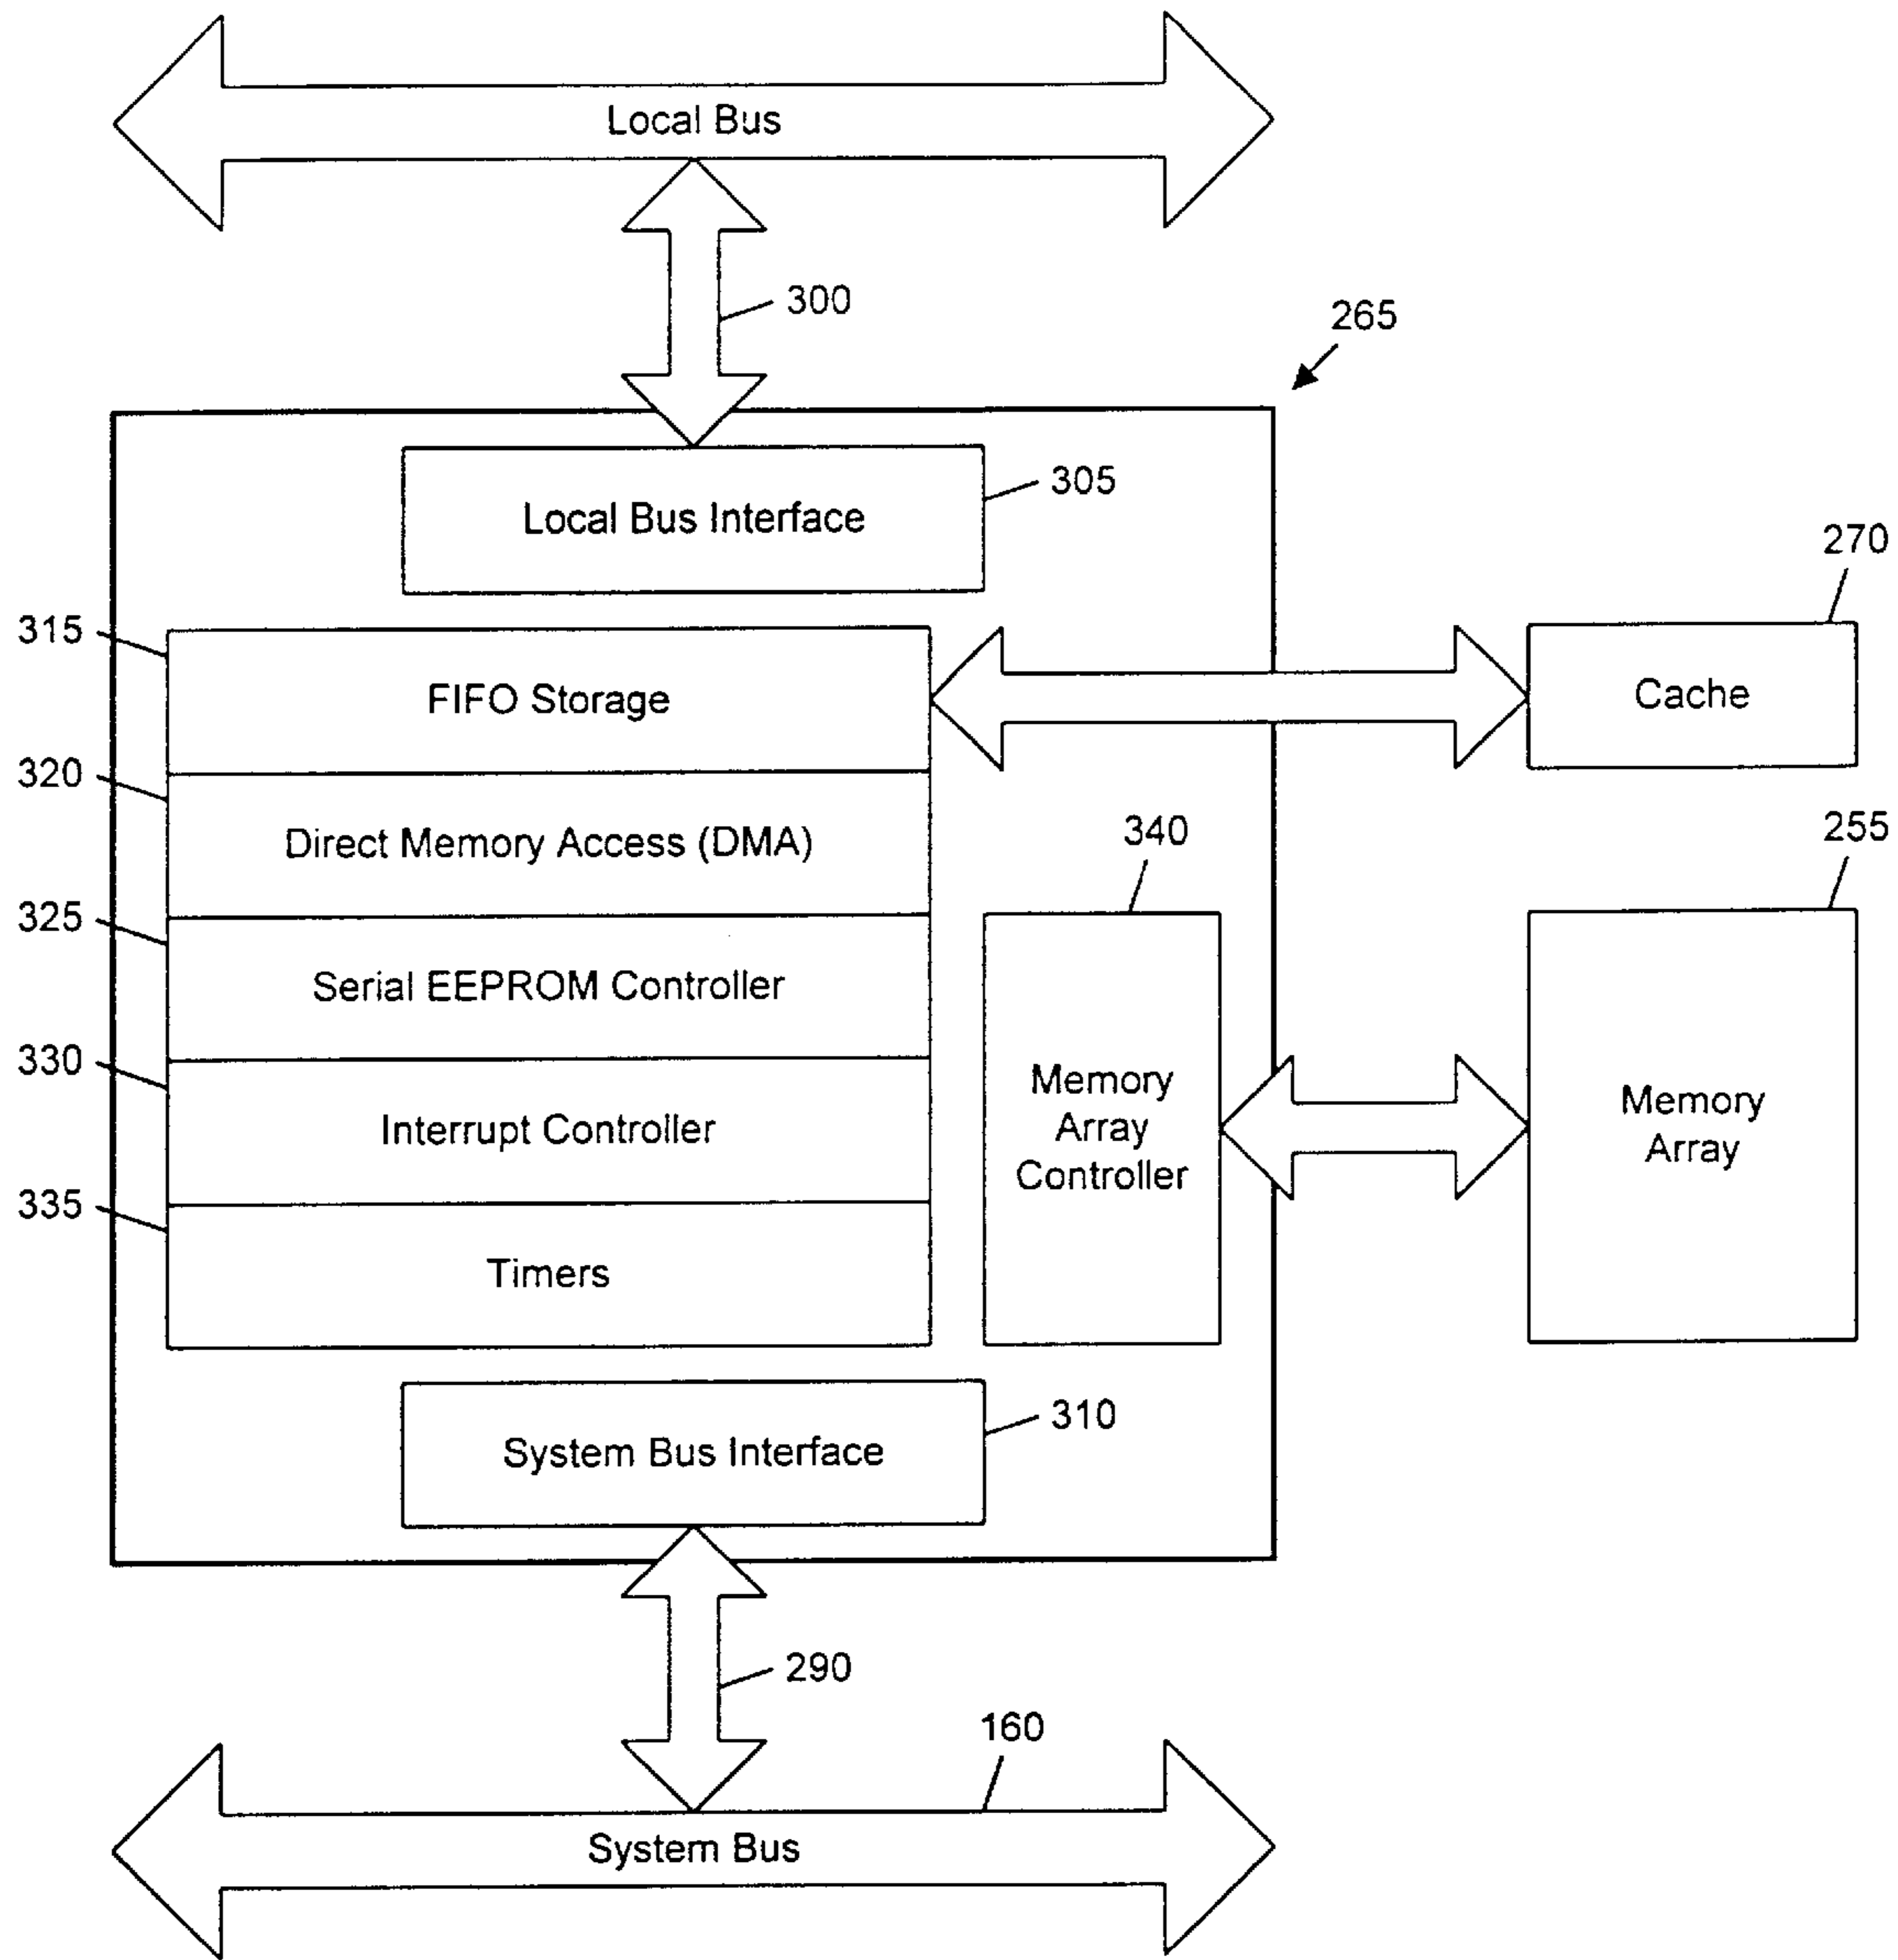 Local Bus
300
265
Local Bus Interface
305
270
315
FIFO Storage
Cache
320
Direct Memory Access (DMA)
340
255
325
Serial EEPROM Controller
330
Interrupt Controller
Memory
Array
Controller
Memory
Array
335
Timers
System Bus Interface
310
290
160
System Bus